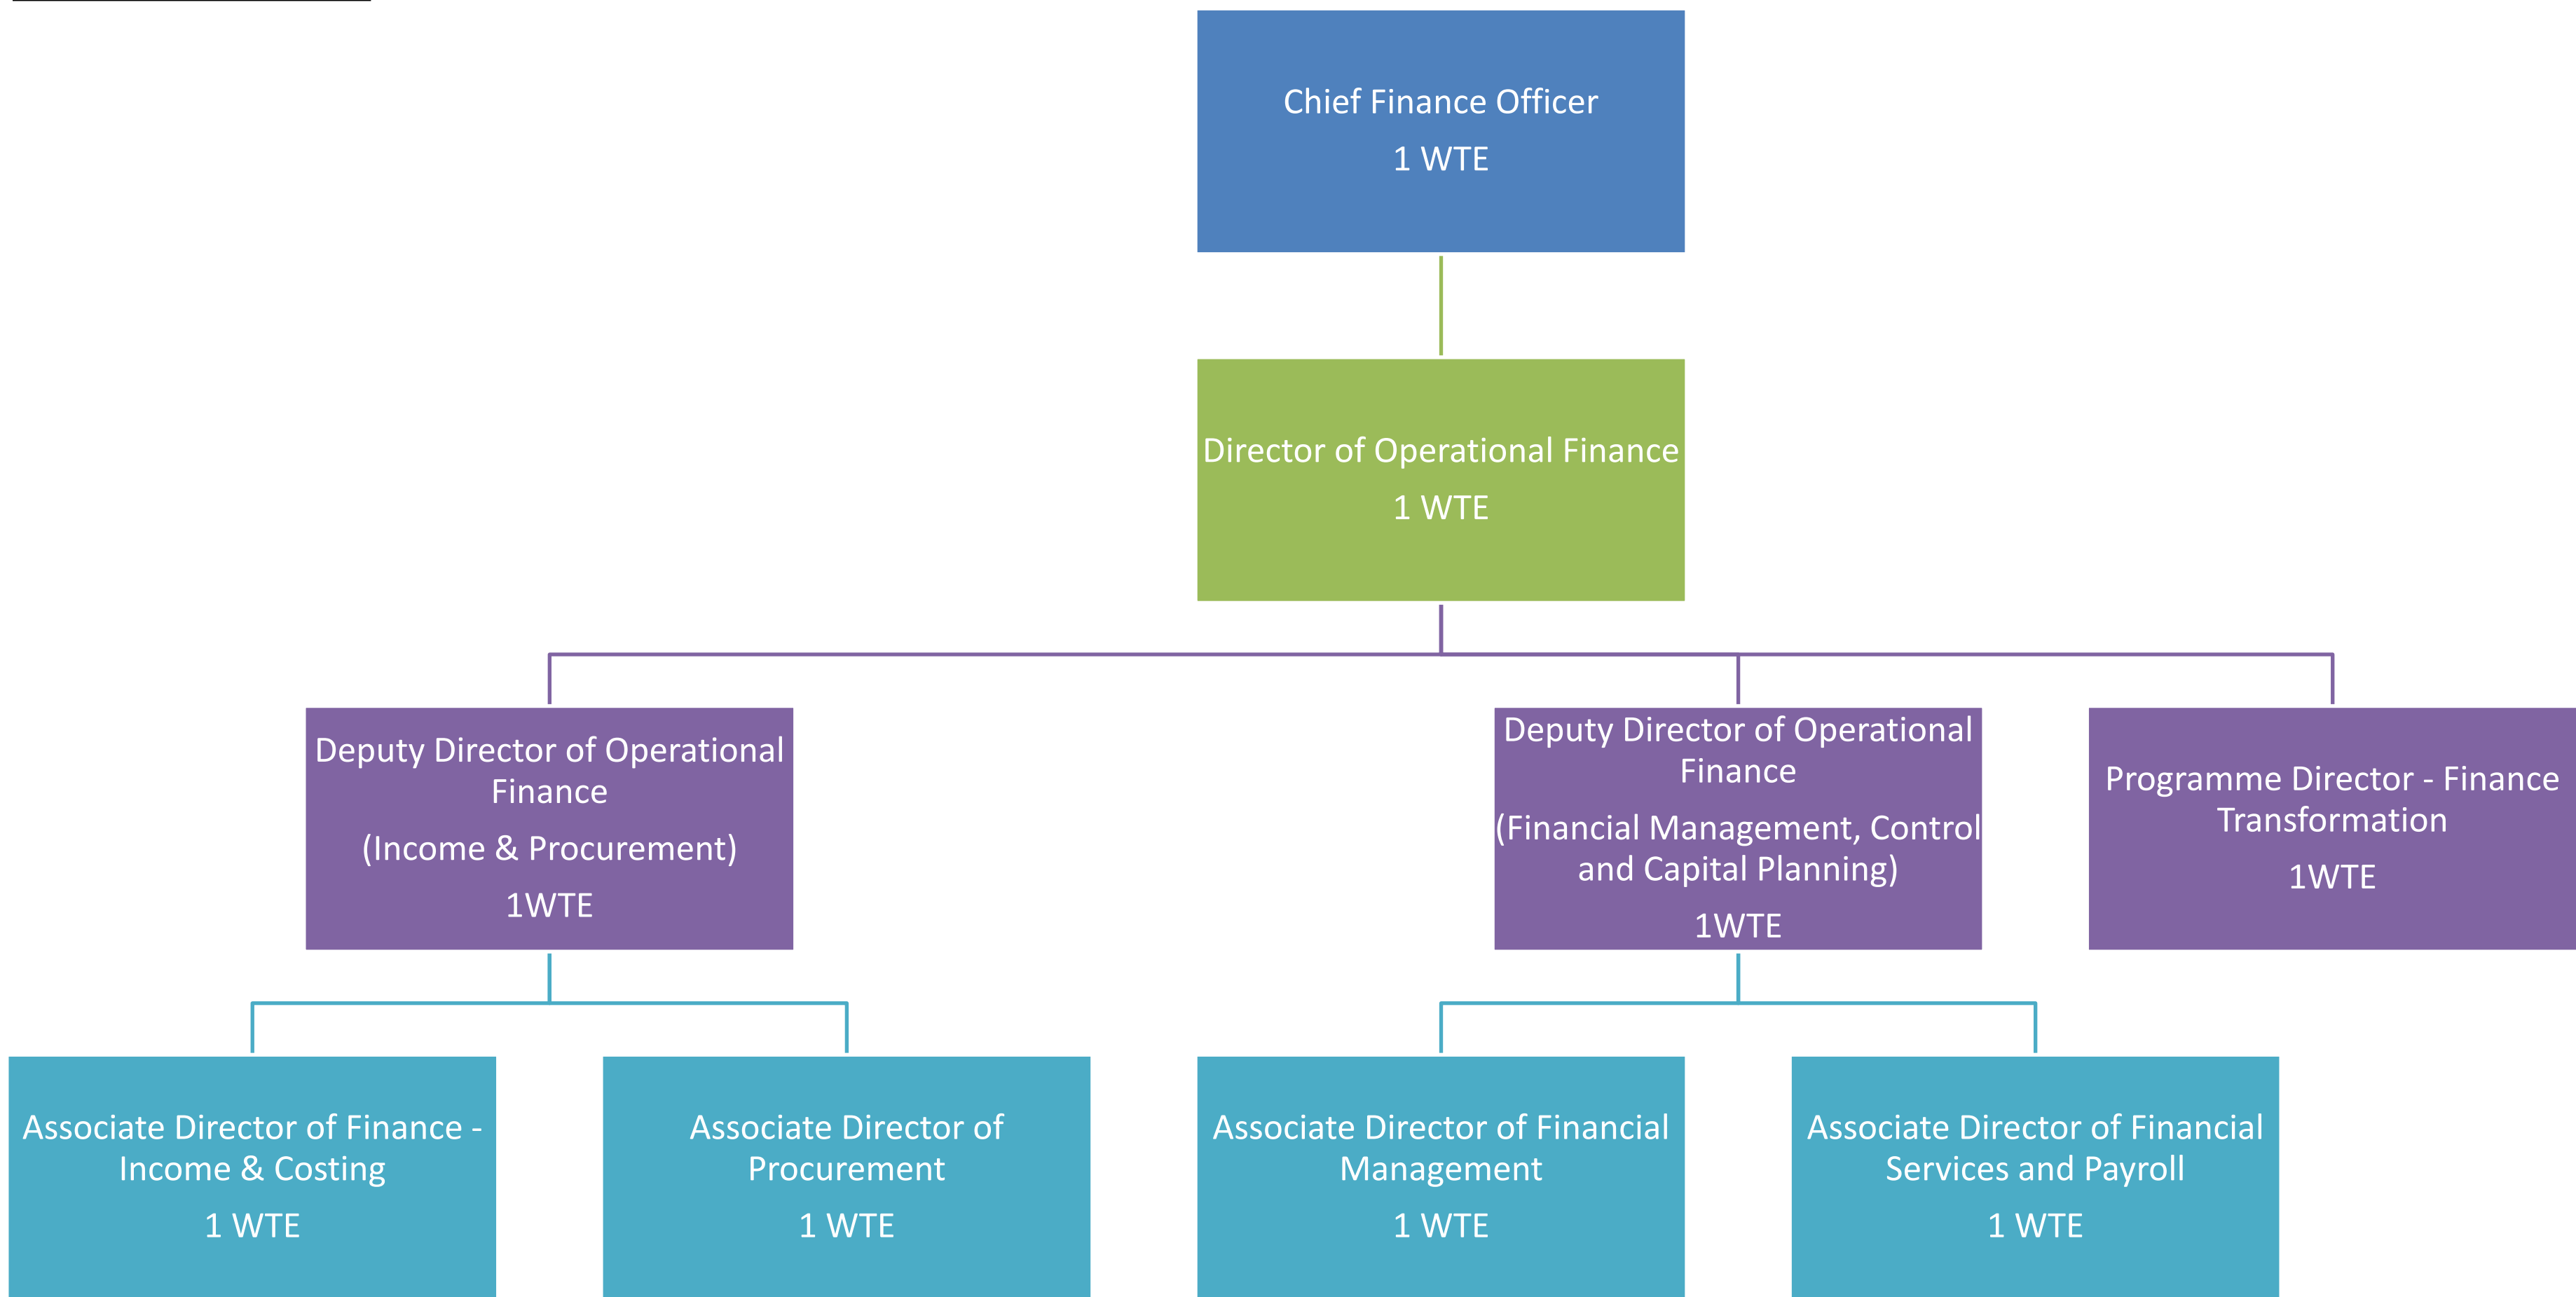 Chief Finance Officer
1 WTE
Director of Operational Finance
1 WTE
Deputy Director of Operational
Finance
(Income & Procurement)
1WTE
Deputy Director of Operational
Finance
(Financial Management, Control
and Capital Planning)
1WTE
Programme Director - Finance
Transformation
1WTE
Associate Director of Finance -
Income & Costing
1 WTE
Associate Director of
Procurement
1 WTE
Associate Director of Financial
Management
1 WTE
Associate Director of Financial
Services and Payroll
1 WTE